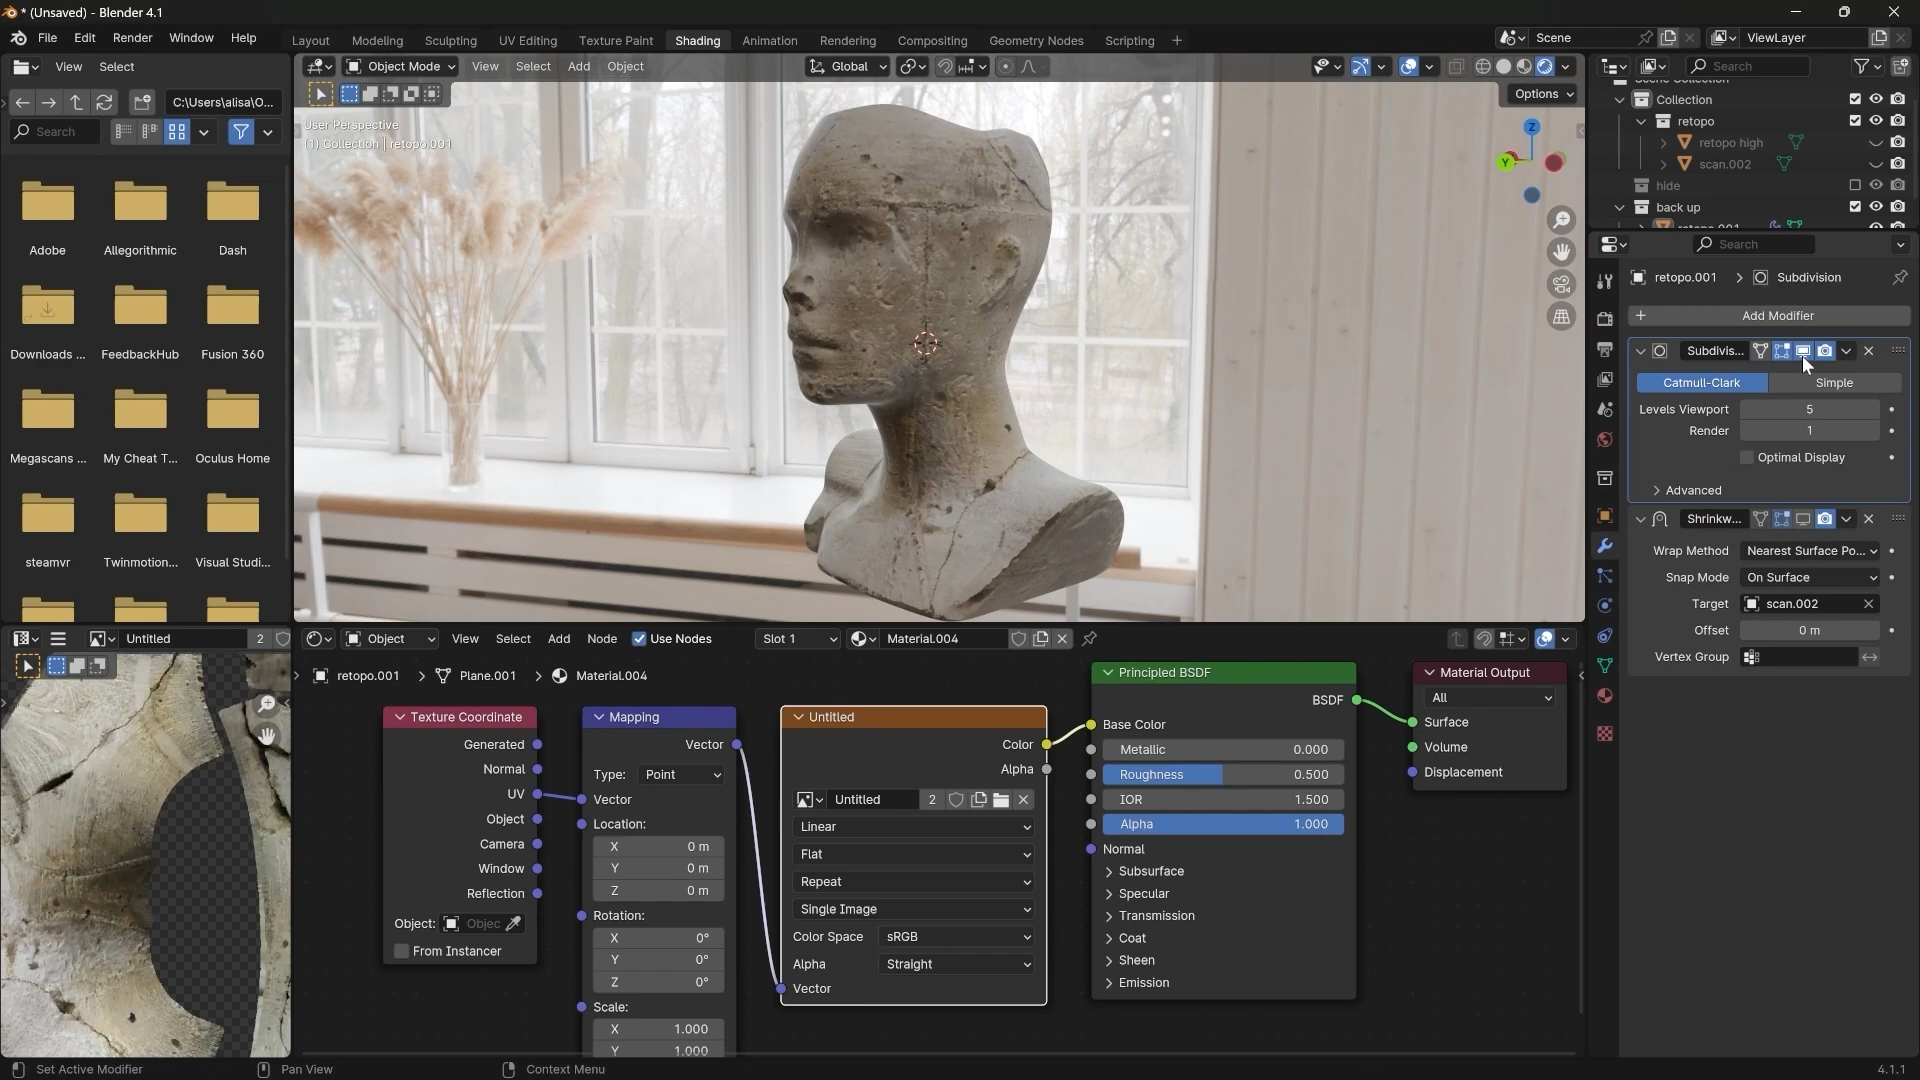 * (Unsaved) - Blender 4.1
File Edit Render Window Help
Layout Modeling Sculpting UV Editing Texture Paint Shading Animation Rendering Compositing Geometry Nodes Scripting +
Scene
ViewLayer
View Select
C:\Users\alisa\O...
Search
Adobe Allegorithmic Dash
Downloads ... FeedbackHub Fusion 360
Megascans ... My Cheat T... Oculus Home
steamvr Twinmotion... Visual Studi...
Object Mode View Select Add Object Global
Options
User Perspective
(1) Collection | retopo.001
Z
Y
Search
Collection
retopo
retopo high
scan.002
hide
back up
Search
retopo.001 > Subdivision
+ Add Modifier
Subdivis...
Catmull-Clark Simple
Levels Viewport 5
Render 1
Optimal Display
Advanced
Shrinkw...
Wrap Method Nearest Surface Po...
Snap Mode On Surface
Target scan.002
Offset 0 m
Vertex Group
Untitled 2
Object View Select Add Node Use Nodes Slot 1 Material.004
retopo.001 > Plane.001 > Material.004
Texture Coordinate
Generated
Normal
UV
Object
Camera
Window
Reflection
Object: Objec
From Instancer
Mapping
Vector
Type: Point
Vector
Location:
X 0 m
Y 0 m
Z 0 m
Rotation:
X 0°
Y 0°
Z 0°
Scale:
X 1.000
Y 1.000
Untitled
Color
Alpha
Untitled 2
Linear
Flat
Repeat
Single Image
Color Space sRGB
Alpha Straight
Vector
Principled BSDF
BSDF
Base Color
Metallic 0.000
Roughness 0.500
IOR 1.500
Alpha 1.000
Normal
Subsurface
Specular
Transmission
Coat
Sheen
Emission
Material Output
All
Surface
Volume
Displacement
Set Active Modifier
Pan View
Context Menu
4.1.1